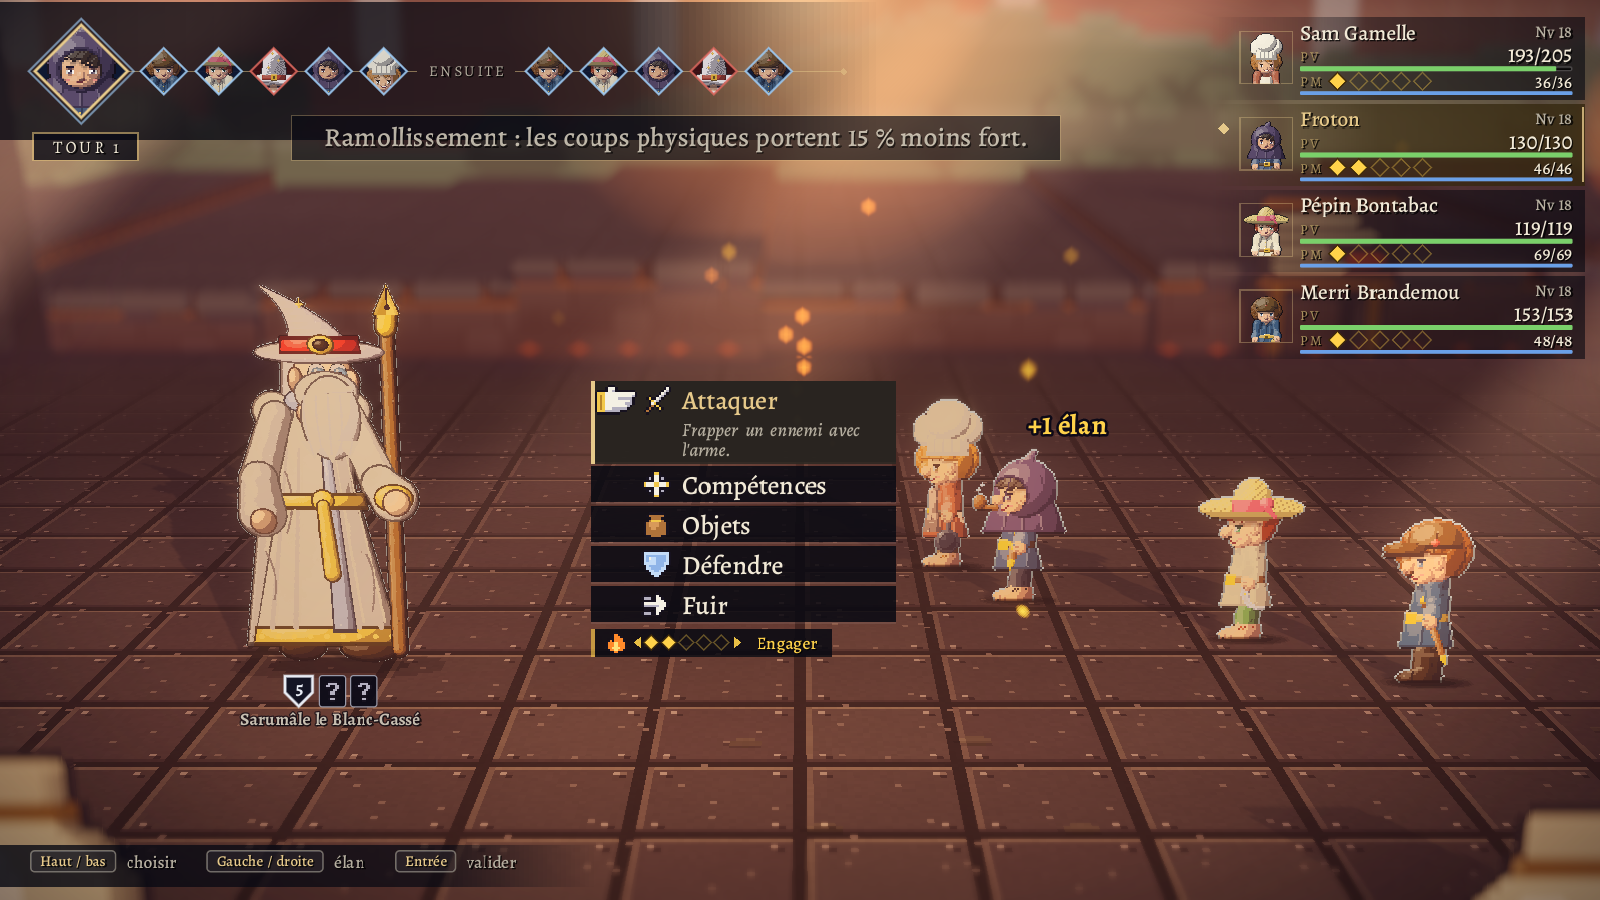 TOUR 1
ENSUITE
Ramollissement : les coups physiques portent 15 % moins fort.
Sam Gamelle Nv 18
PV 193/205
PM 36/36
Froton Nv 18
PV 130/130
PM 46/46
Pépin Bontabac Nv 18
PV 119/119
PM 69/69
Merri Brandemou Nv 18
PV 153/153
PM 48/48
Attaquer
Frapper un ennemi avec
l'arme.
Compétences
Objets
Défendre
Fuir
Engager
+1 élan
5 ? ?
Sarumâle le Blanc-Cassé
Haut / bas choisir Gauche / droite élan Entrée valider